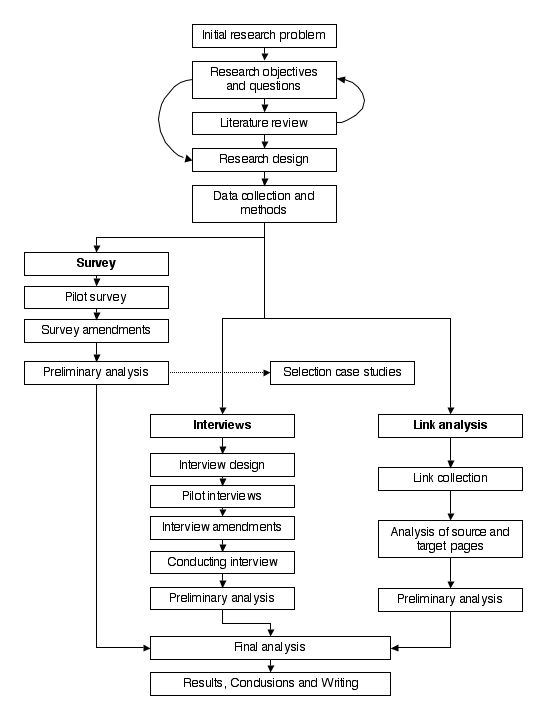 Initial research problem
Research objectives
and questions
Literature review
Research design
Data collection and
methods
Survey
Pilot survey
Survey amendments
Preliminary analysis
Selection case studies
Interviews
Interview design
Pilot interviews
Interview amendments
Conducting interview
Preliminary analysis
Link analysis
Link collection
Analysis of source and
target pages
Preliminary analysis
Final analysis
Results, Condusions and Writing